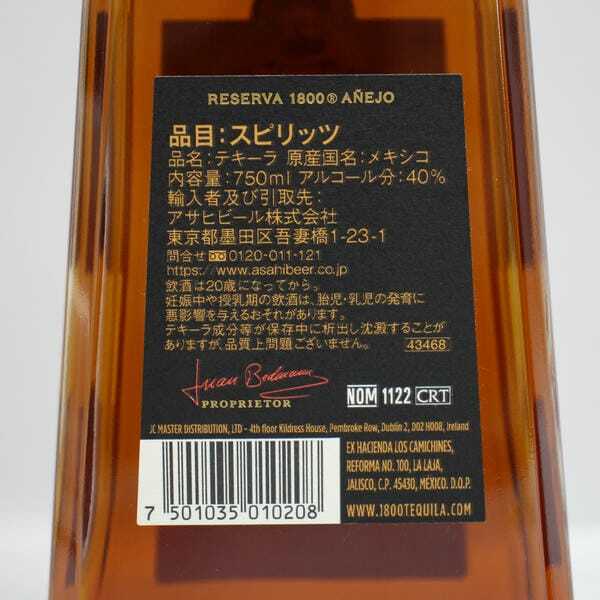 RESERVA 1800® AÑEJO
品目：スピリッツ
品名：テキーラ 原産国名：メキシコ
内容量：750ml アルコール分：40%
輸入者及び引取先：
アサヒビール株式会社
東京都墨田区吾妻橋1-23-1
問合せ 0120-011-121
https://www.asahibeer.co.jp
飲酒は20歳になってから。
妊娠中や授乳期の飲酒は、胎児・乳児の発育に
悪影響を与えるおそれがあります。
テキーラ成分等が保存中に析出し沈澱することが
ありますが、品質上問題ございません。
43468
Juan Beckmann
PROPRIETOR
NOM 1122 CRT
JC MASTER DISTRIBUTION, LTD – 4th floor Kildress House, Pembroke Row, Dublin 2, D02 H008, Ireland
EX HACIENDA LOS CAMICHINES,
REFORMA NO. 100, LA LAJA,
JALISCO, C.P. 45430, MÉXICO. D.O.P.
WWW.1800TEQUILA.COM
7 501035 010208